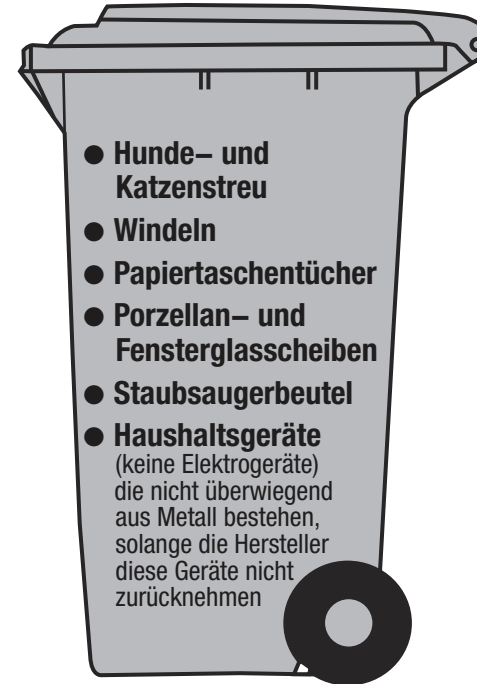 ● Hunde– und
Katzenstreu
● Windeln
● Papiertaschentücher
● Porzellan– und
Fensterglasscheiben
● Staubsaugerbeutel
● Haushaltsgeräte
(keine Elektrogeräte)
die nicht überwiegend
aus Metall bestehen,
solange die Hersteller
diese Geräte nicht
zurücknehmen